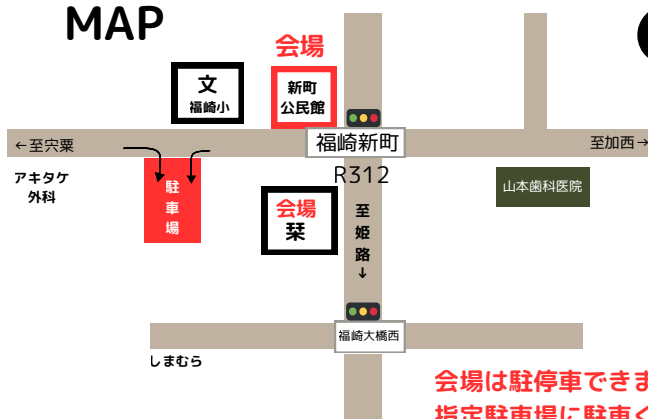 MAP
会場
文
福崎小
新町
公民館
←至宍粟
福崎新町
至加西→
アキタケ
外科
R312
駐
車
場
会場
栞
至
姫
路
↓
山本歯科医院
福崎大橋西
しまむら
会場は駐停車できま
指定駐車場に駐車く